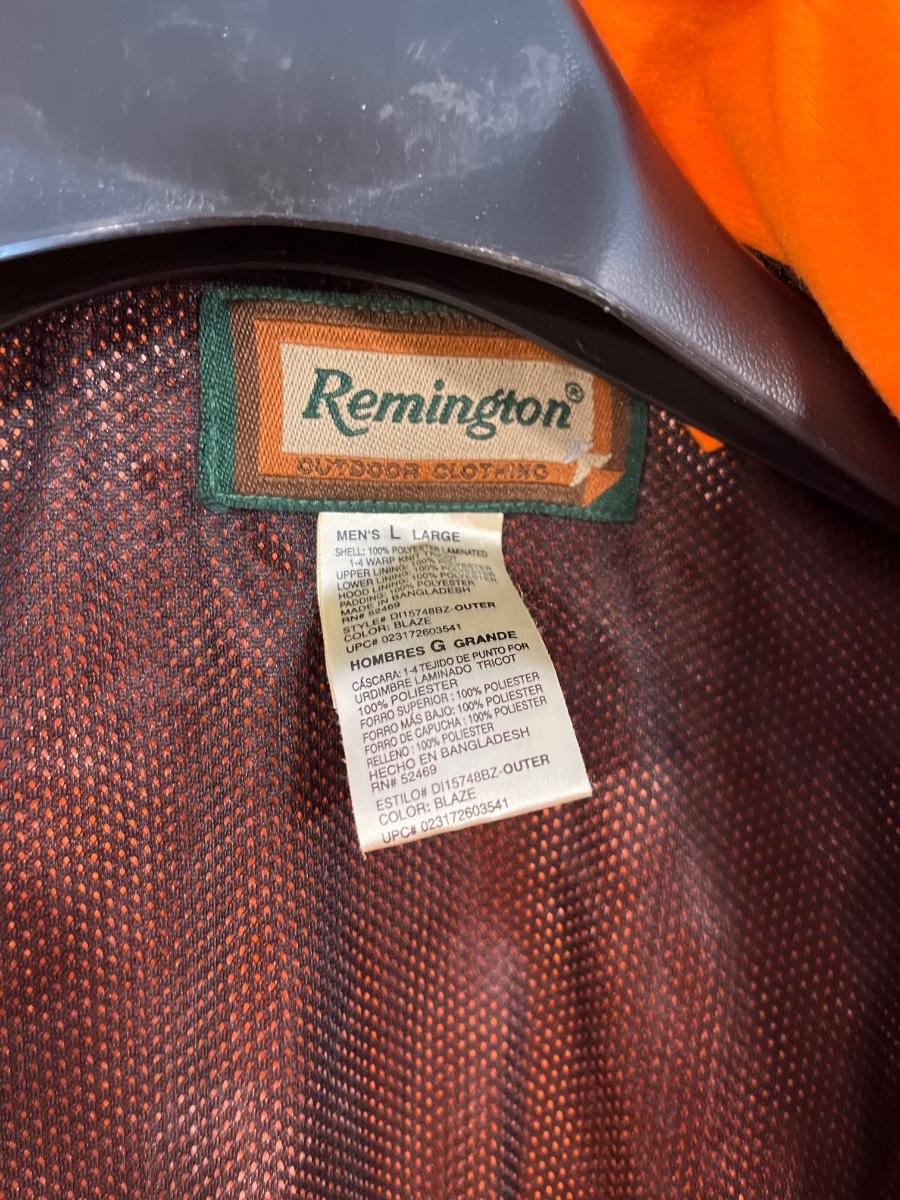 Remington®
OUTDOOR CLOTHING
MEN'S L LARGE
SHELL: 100% POLYESTER LAMINATED
1-4 WARP KNIT TRICOT
UPPER LINING: 100% POLYESTER
LOWER LINING: 100% POLYESTER
HOOD LINING: 100% POLYESTER
PADDING: 100% POLYESTER
MADE IN BANGLADESH
RN# 52469
STYLE# DI15748BZ-OUTER
COLOR: BLAZE
UPC# 023172603541
HOMBRES G GRANDE
CÁSCARA: 1-4 TEJIDO DE PUNTO POR
URDIMBRE LAMINADO TRICOT
100% POLIESTER
FORRO SUPERIOR : 100% POLIESTER
FORRO MÁS BAJO: 100% POLIESTER
FORRO DE CAPUCHA : 100% POLIESTER
RELLENO : 100% POLIESTER
HECHO EN BANGLADESH
RN# 52469
ESTILO# DI15748BZ-OUTER
COLOR: BLAZE
UPC# 023172603541